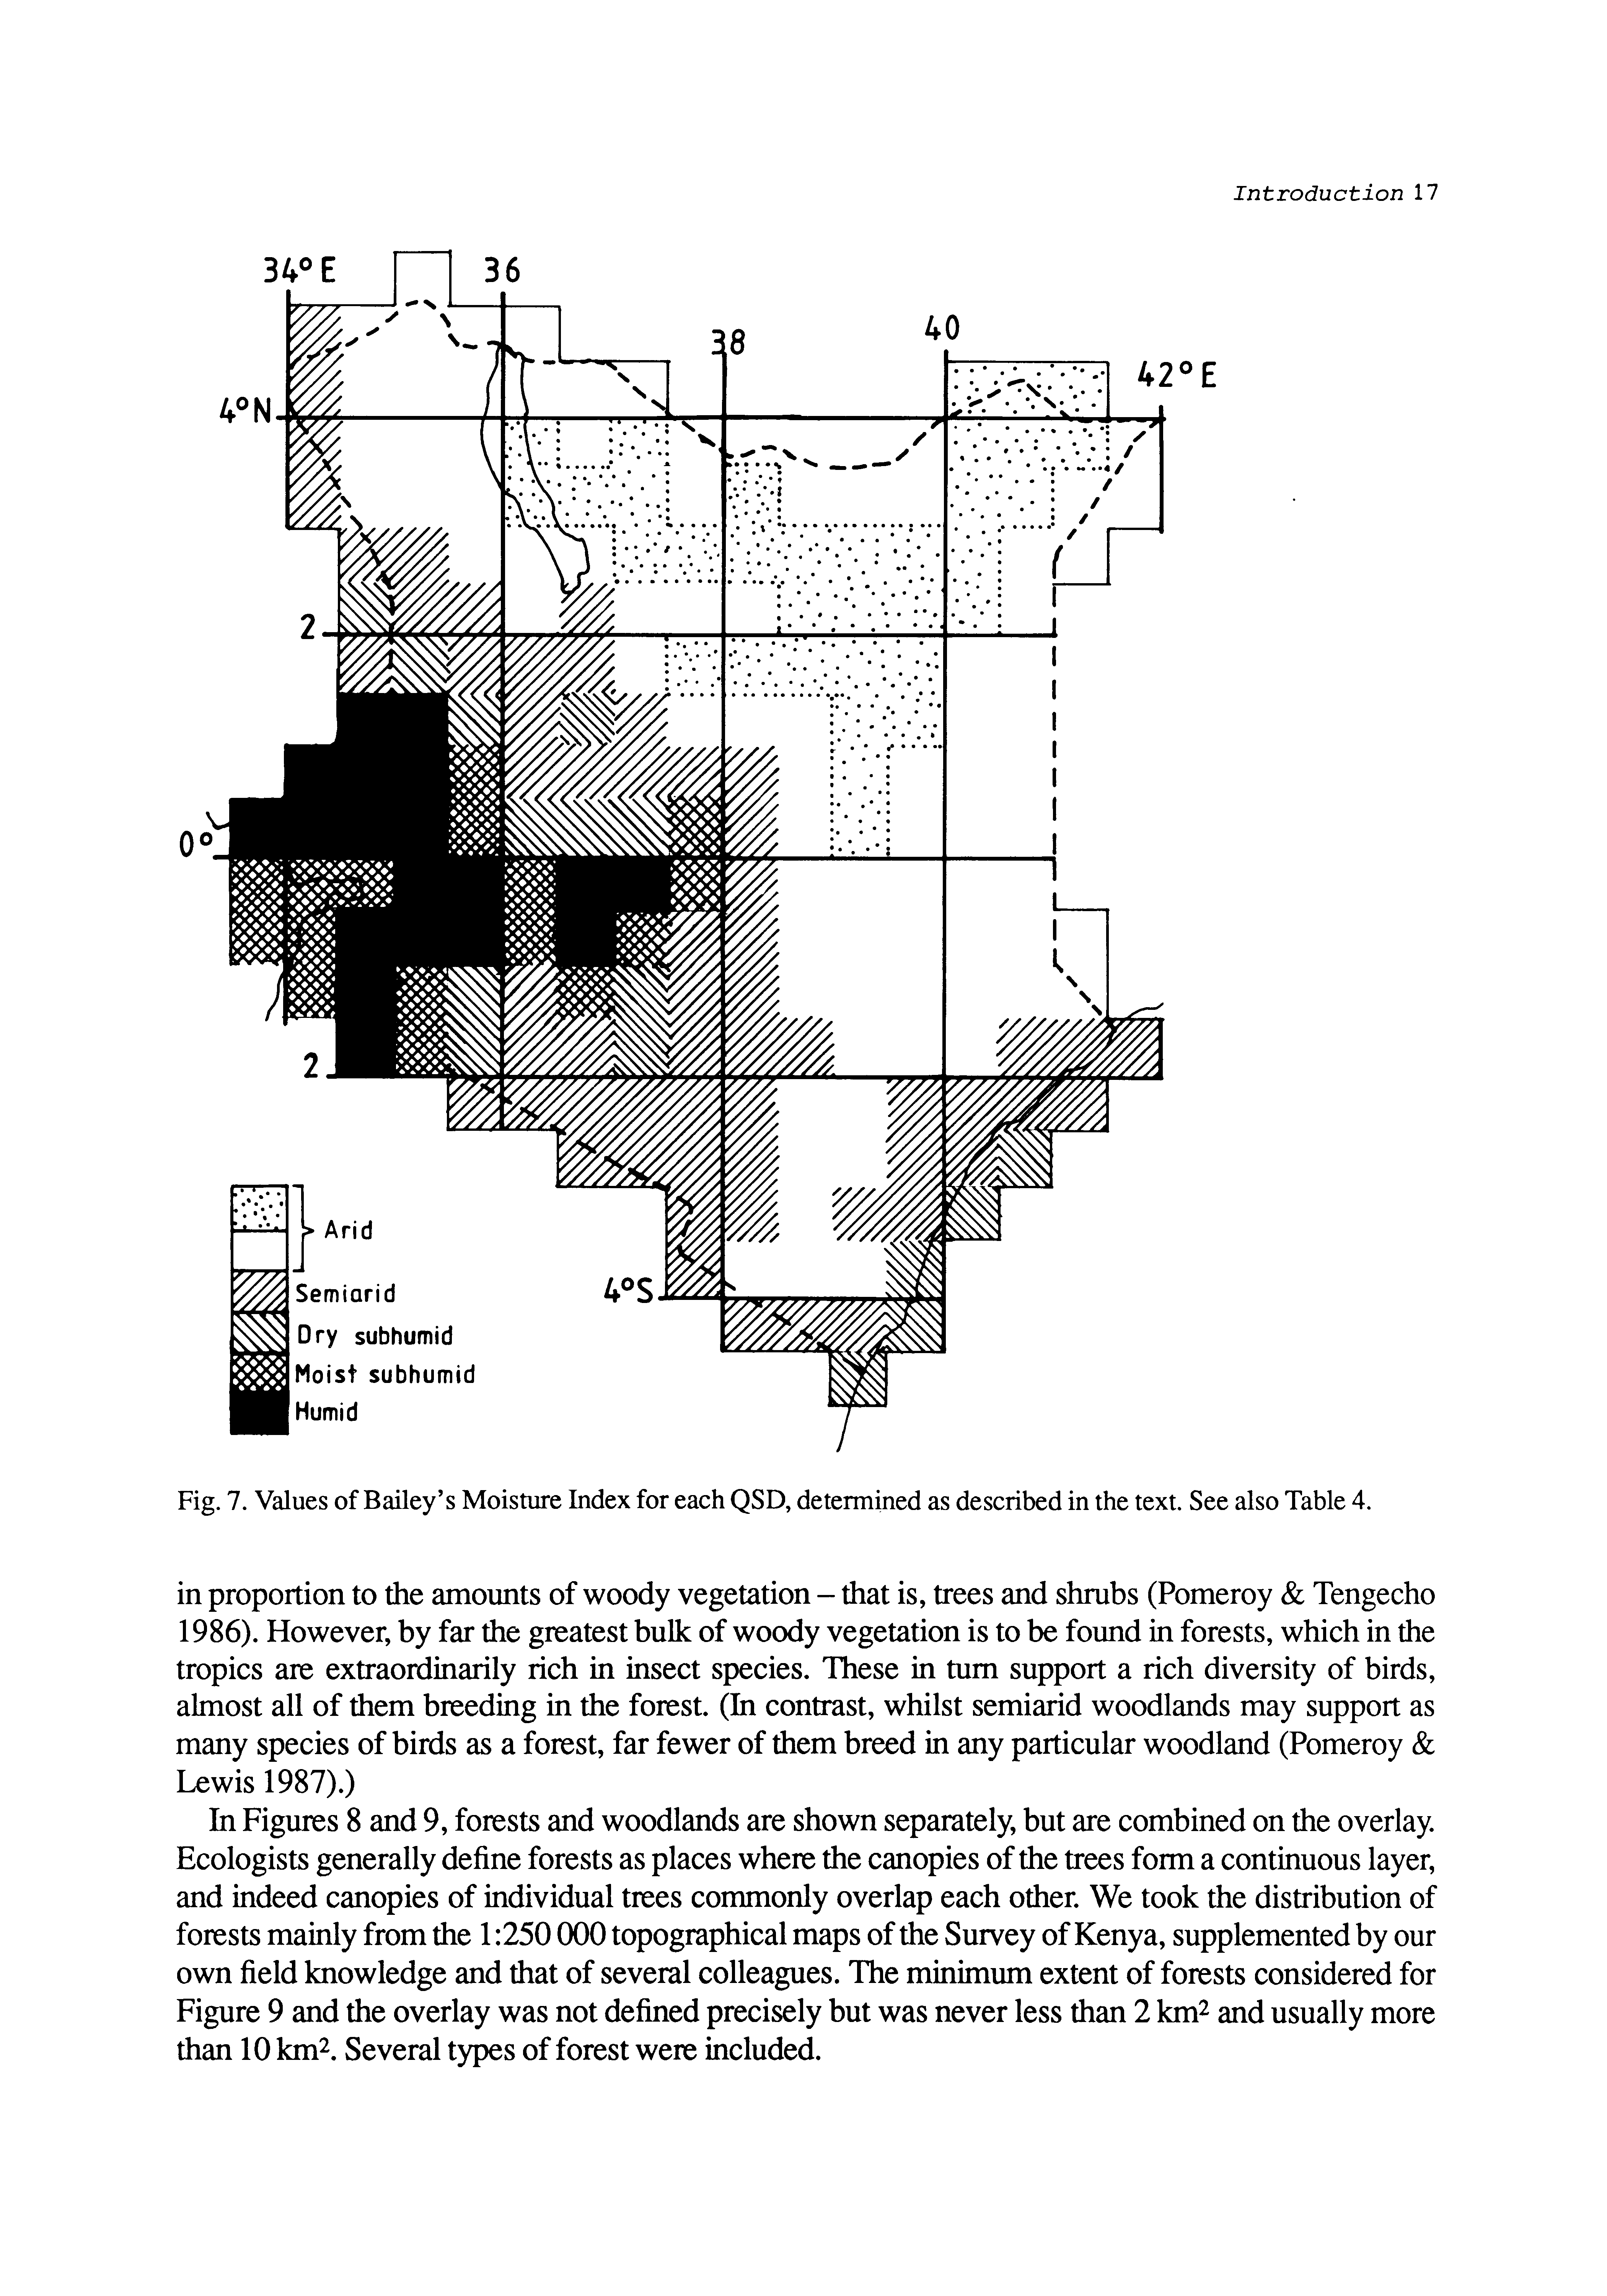 Introduction 17
34° E
36
38
40
42° E
4°N
2
0°
2
4°S
Arid
Semiarid
Dry subhumid
Moist subhumid
Humid
Fig. 7. Values of Bailey's Moisture Index for each QSD, determined as described in the text. See also Table 4.
in proportion to the amounts of woody vegetation – that is, trees and shrubs (Pomeroy & Tengecho
1986). However, by far the greatest bulk of woody vegetation is to be found in forests, which in the
tropics are extraordinarily rich in insect species. These in turn support a rich diversity of birds,
almost all of them breeding in the forest. (In contrast, whilst semiarid woodlands may support as
many species of birds as a forest, far fewer of them breed in any particular woodland (Pomeroy &
Lewis 1987).)
In Figures 8 and 9, forests and woodlands are shown separately, but are combined on the overlay.
Ecologists generally define forests as places where the canopies of the trees form a continuous layer,
and indeed canopies of individual trees commonly overlap each other. We took the distribution of
forests mainly from the 1:250 000 topographical maps of the Survey of Kenya, supplemented by our
own field knowledge and that of several colleagues. The minimum extent of forests considered for
Figure 9 and the overlay was not defined precisely but was never less than 2 km² and usually more
than 10 km². Several types of forest were included.